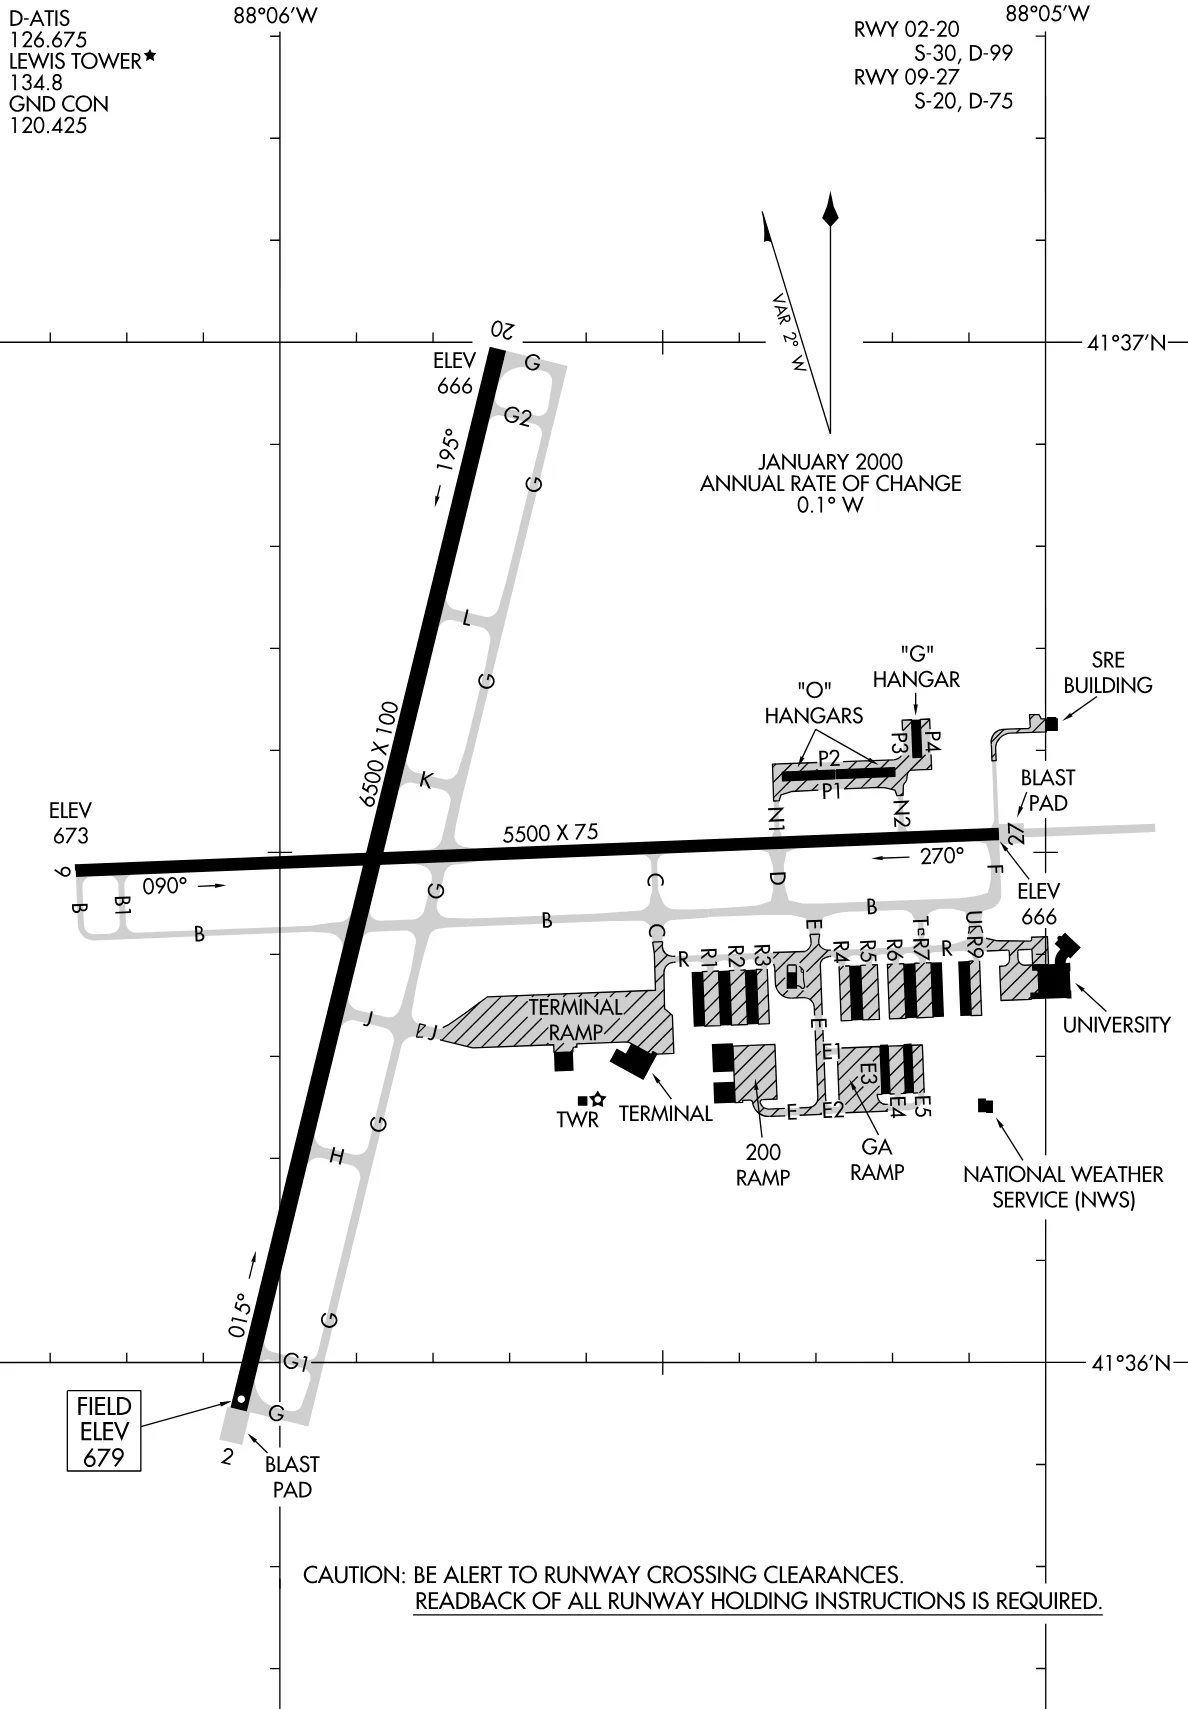 D-ATIS
126.675
LEWIS TOWER★
134.8
GND CON
120.425
88°06'W
88°05'W
RWY 02-20
S-30, D-99
RWY 09-27
S-20, D-75
VAR 2° W
41°37'N
JANUARY 2000
ANNUAL RATE OF CHANGE
0.1° W
20
ELEV
666
G
G2
195°
G
L
G
6500 X 100
K
"G"
HANGAR
"O"
HANGARS
SRE
BUILDING
P3
P4
P2
P1
N1
N2
BLAST
PAD
27
ELEV
673
9
5500 X 75
090°
270°
ELEV
666
B
B1
B
G
B
C
C
D
B
F
E
R
R1
R2
R3
R4
R5
R6
R7
R
R9
UNIVERSITY
J
J
TERMINAL
RAMP
E
E1
E3
E
E2
E4
E5
TWR
TERMINAL
200
RAMP
GA
RAMP
NATIONAL WEATHER
SERVICE (NWS)
G
H
G
015°
G1
41°36'N
FIELD
ELEV
679
G
2
BLAST
PAD
CAUTION: BE ALERT TO RUNWAY CROSSING CLEARANCES.
READBACK OF ALL RUNWAY HOLDING INSTRUCTIONS IS REQUIRED.